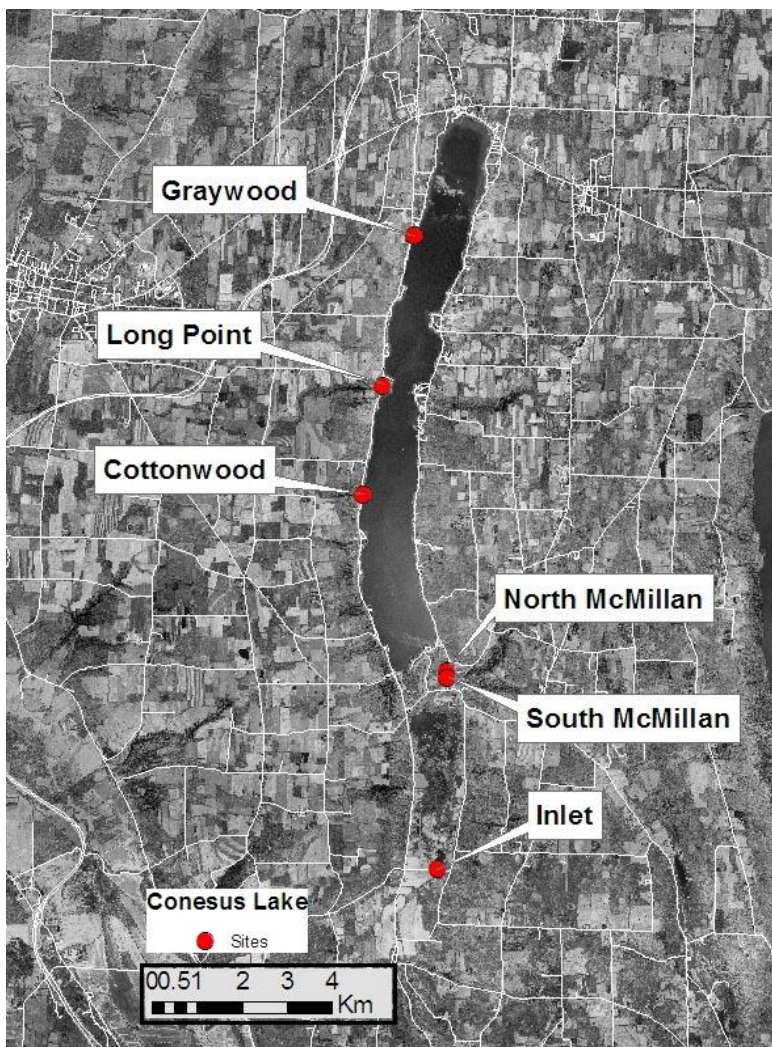 Graywood
Long Point
Cottonwood
North McMillan
South McMillan
Inlet
Conesus Lake
Sites
00.51 2 3 4
Km